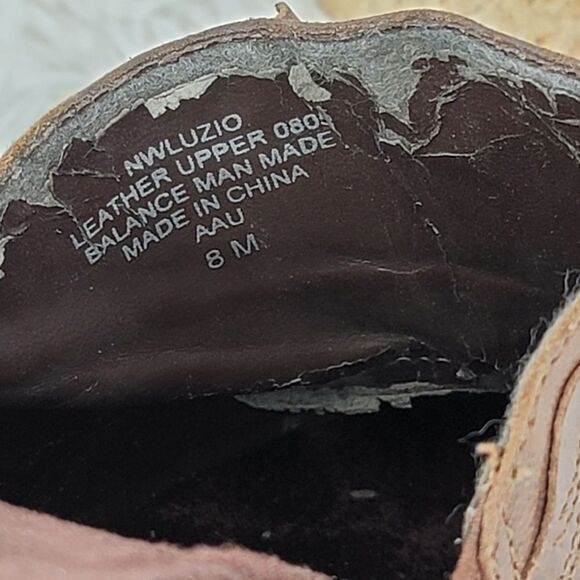 NWLUZIO
LEATHER UPPER 0805
BALANCE MAN MADE
MADE IN CHINA
AAU
8 M